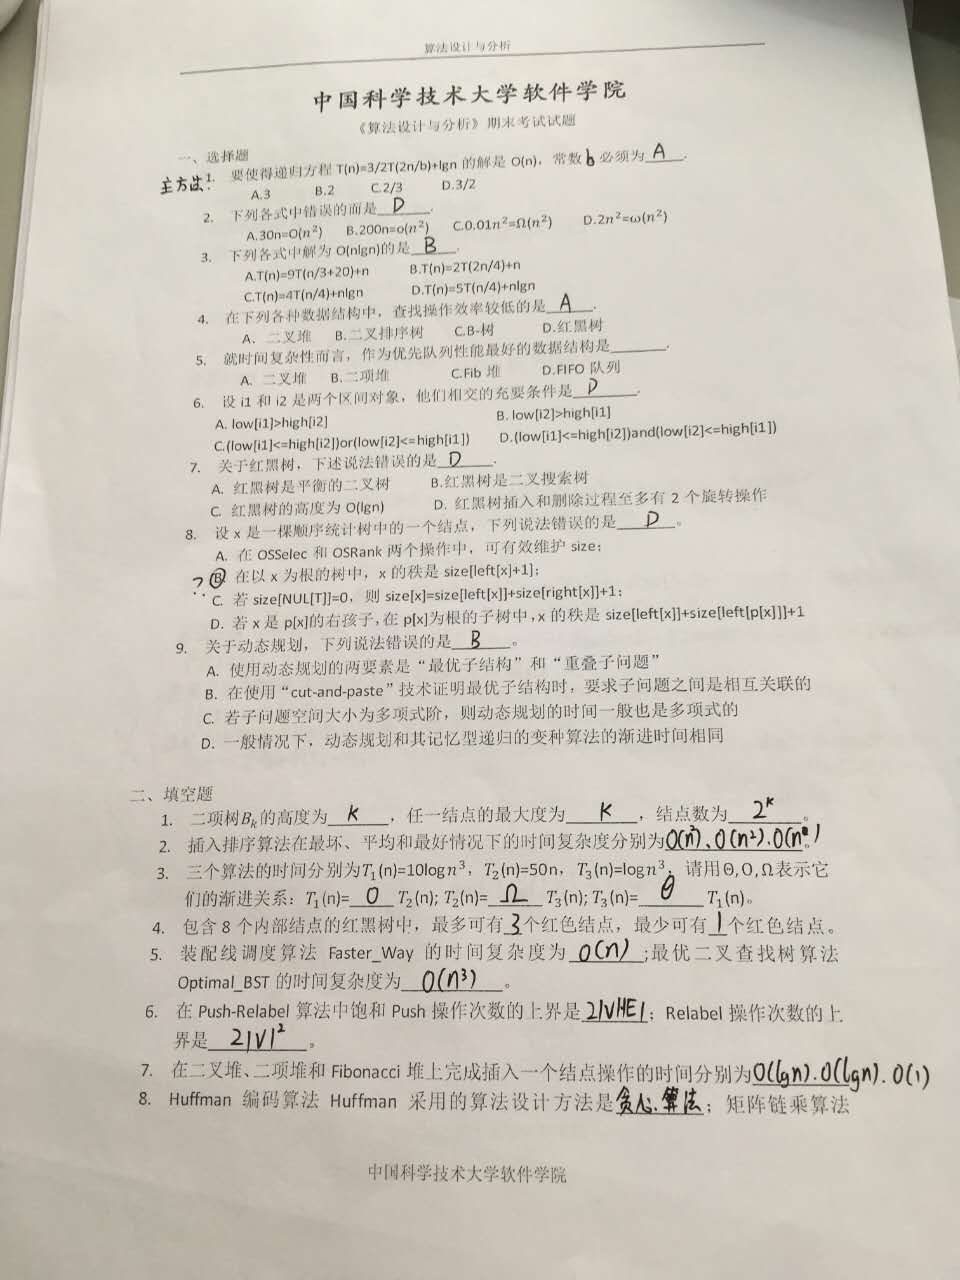 算法设计与分析
中国科学技术大学软件学院
《算法设计与分析》期末考试试题
一、选择题
主方法: 1. 要使得递归方程 T(n)=3/2T(2n/b)+lgn 的解是 O(n)，常数 b 必须为 A .
A.3 B.2 C.2/3 D.3/2
2. 下列各式中错误的而是 D .
A.30n=O(n²) B.200n=o(n²) C.0.01n²=Ω(n²) D.2n²=ω(n²)
3. 下列各式中解为 O(nlgn)的是 B .
A.T(n)=9T(n/3+20)+n B.T(n)=2T(2n/4)+n
C.T(n)=4T(n/4)+nlgn D.T(n)=5T(n/4)+nlgn
4. 在下列各种数据结构中，查找操作效率较低的是 A .
A. 二叉堆 B.二叉排序树 C.B-树 D.红黑树
5. 就时间复杂性而言，作为优先队列性能最好的数据结构是______.
A. 二叉堆 B.二项堆 C.Fib 堆 D.FIFO 队列
6. 设 i1 和 i2 是两个区间对象，他们相交的充要条件是 D .
A. low[i1]>high[i2] B. low[i2]>high[i1]
C.(low[i1]<=high[i2])or(low[i2]<=high[i1]) D.(low[i1]<=high[i2])and(low[i2]<=high[i1])
7. 关于红黑树，下述说法错误的是 D .
A. 红黑树是平衡的二叉树 B.红黑树是二叉搜索树
C. 红黑树的高度为 O(lgn) D. 红黑树插入和删除过程至多有 2 个旋转操作
8. 设 x 是一棵顺序统计树中的一个结点，下列说法错误的是 D 。
A. 在 OSSelec 和 OSRank 两个操作中，可有效维护 size；
? B. 在以 x 为根的树中，x 的秩是 size[left[x]+1]；
C. 若 size[NUL[T]]=0，则 size[x]=size[left[x]]+size[right[x]]+1；
D. 若 x 是 p[x]的右孩子,在 p[x]为根的子树中,x 的秩是 size[left[x]]+size[left[p[x]]]+1
9. 关于动态规划，下列说法错误的是 B 。
A. 使用动态规划的两要素是“最优子结构”和“重叠子问题”
B. 在使用“cut-and-paste”技术证明最优子结构时，要求子问题之间是相互关联的
C. 若子问题空间大小为多项式阶，则动态规划的时间一般也是多项式的
D. 一般情况下，动态规划和其记忆型递归的变种算法的渐进时间相同
二、填空题
1. 二项树Bₖ的高度为 k ，任一结点的最大度为 k ，结点数为 2ᵏ 。
2. 插入排序算法在最坏、平均和最好情况下的时间复杂度分别为O(n²)、O(n²).O(n)。
3. 三个算法的时间分别为T₁(n)=10logn³，T₂(n)=50n，T₃(n)=logn³，请用Θ,O,Ω表示它
们的渐进关系：T₁(n)= O T₂(n); T₂(n)= Ω T₃(n); T₃(n)= θ T₁(n)。
4. 包含 8 个内部结点的红黑树中，最多可有 3 个红色结点，最少可有 1 个红色结点。
5. 装配线调度算法 Faster_Way 的时间复杂度为 O(n) ;最优二叉查找树算法
Optimal_BST 的时间复杂度为 O(n³) 。
6. 在 Push-Relabel 算法中饱和 Push 操作次数的上界是 2|V||E| ；Relabel 操作次数的上
界是 2|V|² 。
7. 在二叉堆、二项堆和 Fibonacci 堆上完成插入一个结点操作的时间分别为O(lgn).O(lgn).O(1)
8. Huffman 编码算法 Huffman 采用的算法设计方法是贪心算法；矩阵链乘算法
中国科学技术大学软件学院